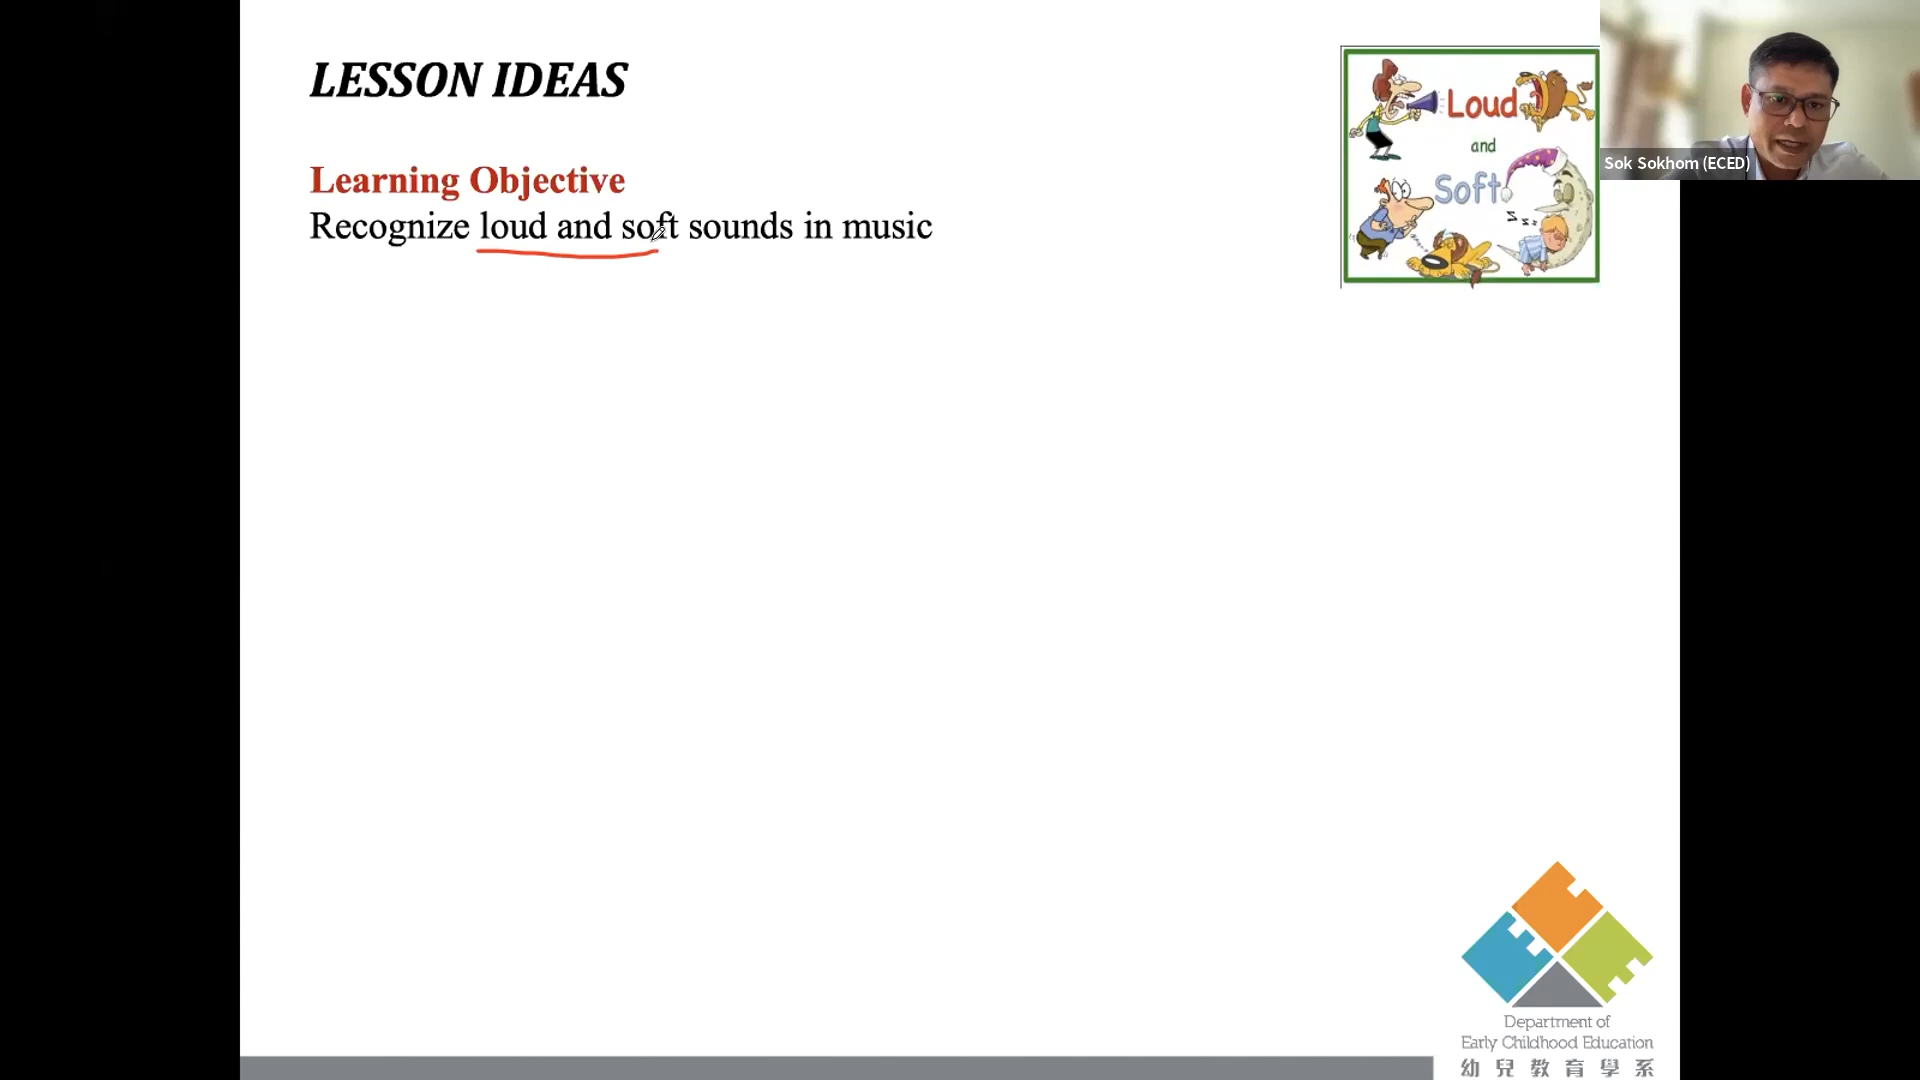 LESSON IDEAS
Learning Objective
Recognize loud and soft sounds in music
Loud
and
Soft
z z z
Sok Sokhom (ECED)
Department of
Early Childhood Education
幼兒教育學系